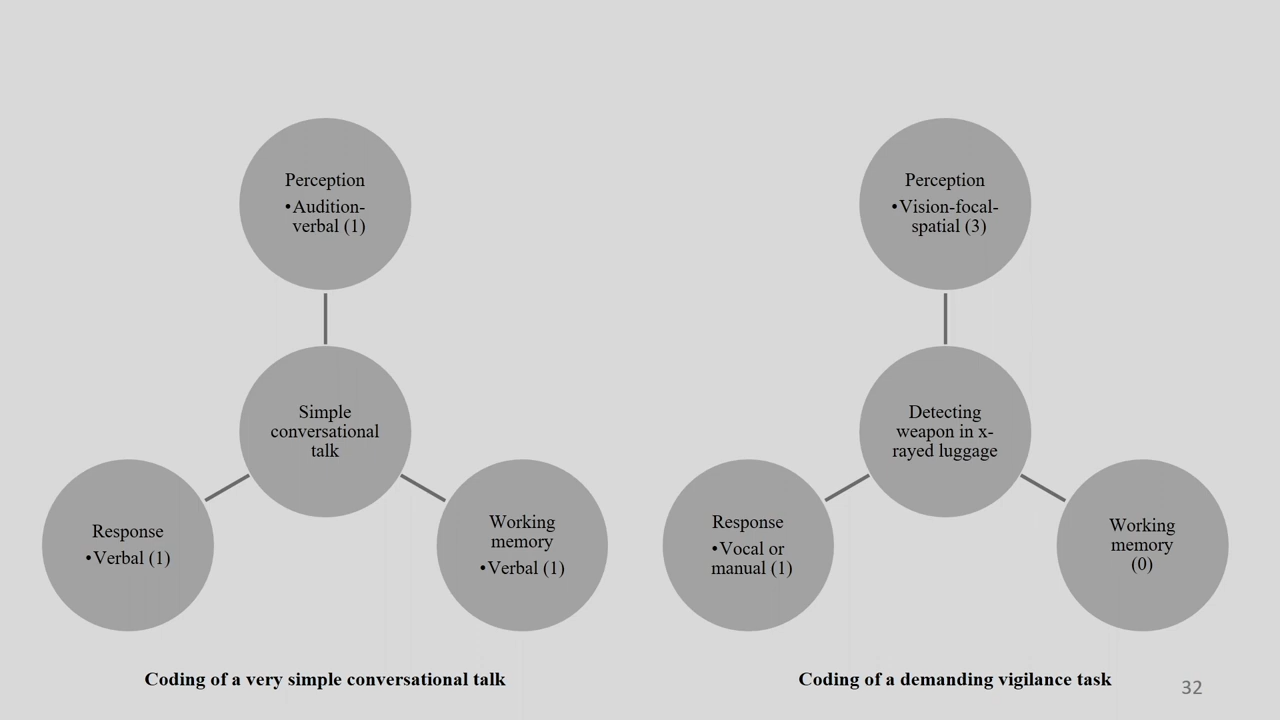 Perception
•Audition-
verbal (1)
Simple
conversational
talk
Response
•Verbal (1)
Working
memory
•Verbal (1)
Coding of a very simple conversational talk
Perception
•Vision-focal-
spatial (3)
Detecting
weapon in x-
rayed luggage
Response
•Vocal or
manual (1)
Working
memory
(0)
Coding of a demanding vigilance task
32